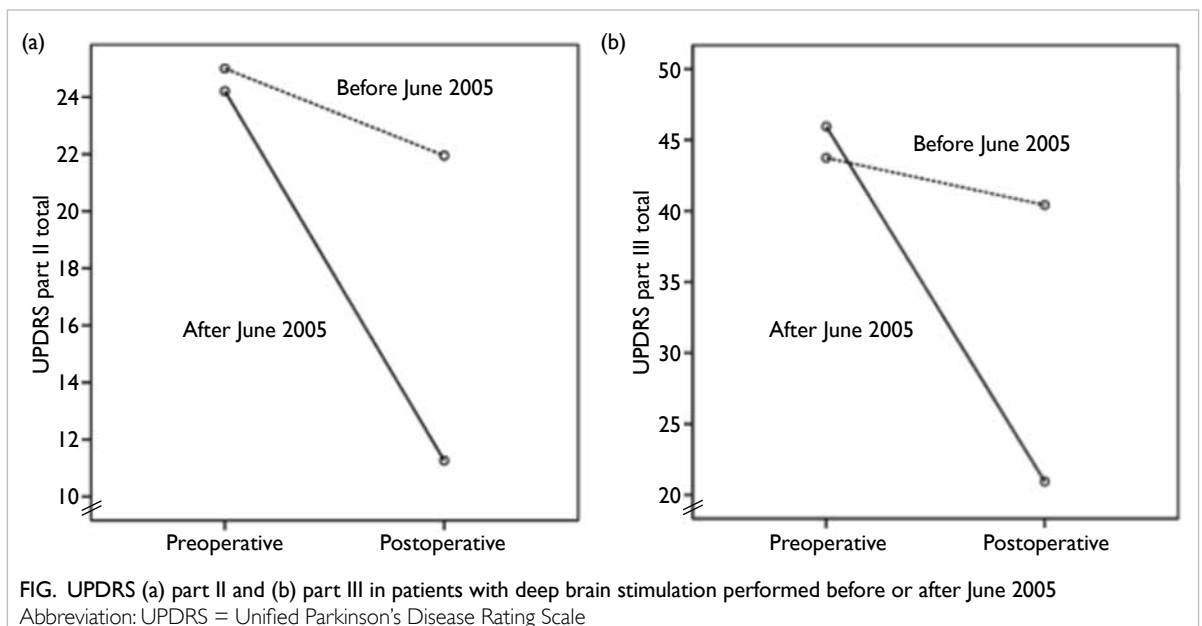 (a)
24
22
20
18
16
14
12
10
UPDRS part II total
Before June 2005
After June 2005
Preoperative
Postoperative
(b)
50
45
40
35
30
25
20
UPDRS part III total
Before June 2005
After June 2005
Preoperative
Postoperative
FIG. UPDRS (a) part II and (b) part III in patients with deep brain stimulation performed before or after June 2005
Abbreviation: UPDRS = Unified Parkinson's Disease Rating Scale